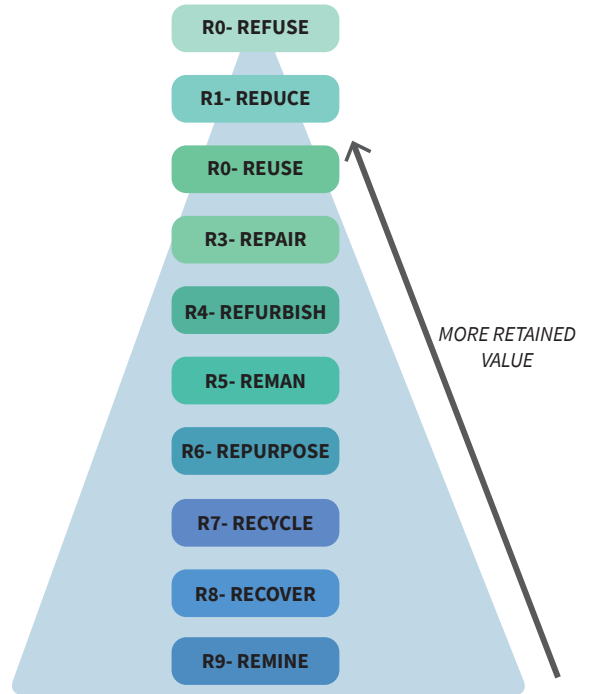 R0- REFUSE
R1- REDUCE
R0- REUSE
R3- REPAIR
R4- REFURBISH
MORE RETAINED
VALUE
R5- REMAN
R6- REPURPOSE
R7- RECYCLE
R8- RECOVER
R9- REMINE